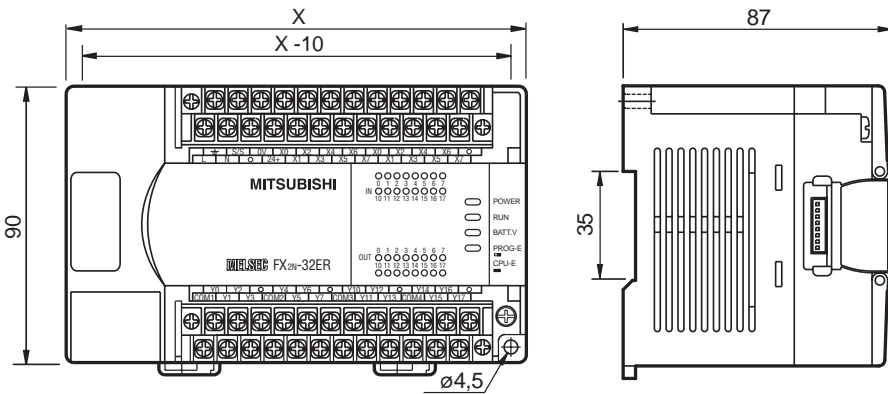 X
X -10
87
90
35
⏚ S/S 0V X0 X2 X4 X6 X0 X2 X4 X6
L N 24+ X1 X3 X5 X7 X1 X3 X5 X7
MITSUBISHI
0 1 2 3 4 5 6 7
IN
10 11 12 13 14 15 16 17
POWER
RUN
BATT.V
PROG-E
CPU-E
0 1 2 3 4 5 6 7
OUT
10 11 12 13 14 15 16 17
MELSEC FX2N-32ER
Y0 Y2 Y4 Y6 Y10 Y12 Y14 Y16
COM1 Y1 Y3 COM2 Y5 Y7 COM3 Y11 Y13 COM4 Y15 Y17
ø4,5